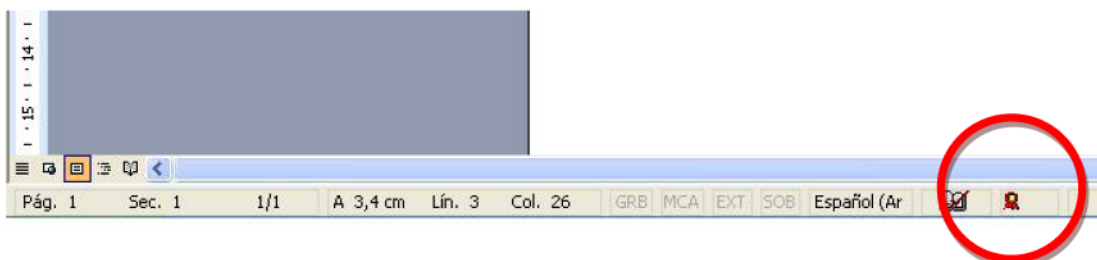 14
15
Pág. 1 Sec. 1 1/1 A 3,4 cm Lín. 3 Col. 26 GRB MCA EXT SOB Español (Ar